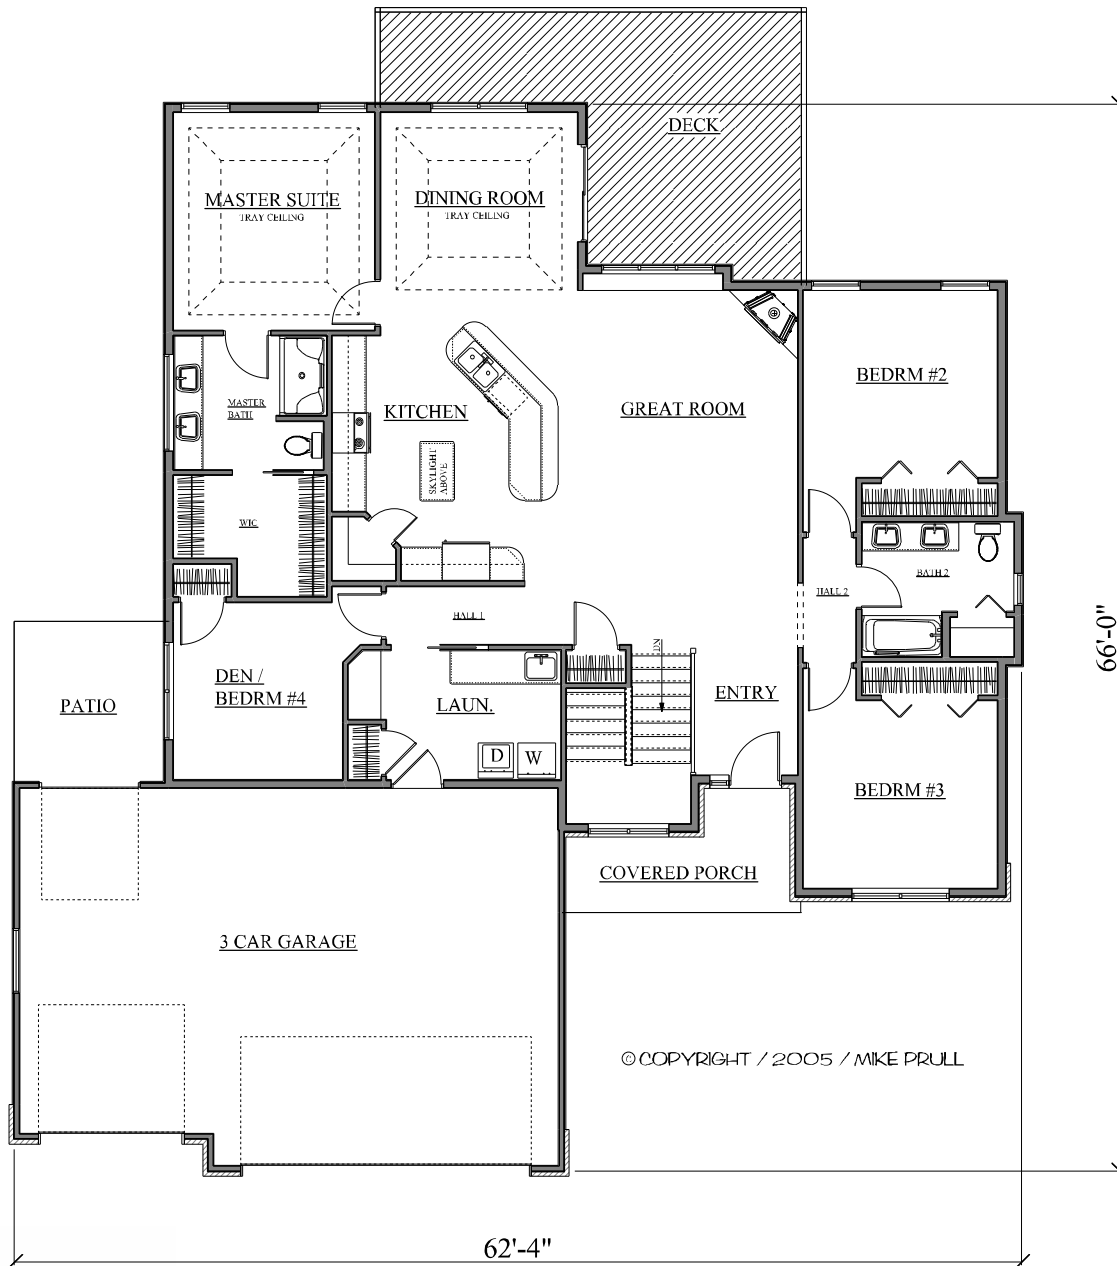 DECK
MASTER SUITE
TRAY CEILING
DINING ROOM
TRAY CEILING
BEDRM #2
MASTER
BATH
KITCHEN
GREAT ROOM
SKYLIGHT
ABOVE
WIC
BATH 2
HALL 2
HALL 1
66'-0"
DN
DEN /
BEDRM #4
PATIO
LAUN.
ENTRY
D
W
BEDRM #3
COVERED PORCH
3 CAR GARAGE
© COPYRIGHT / 2005 / MIKE PRULL
62'-4"